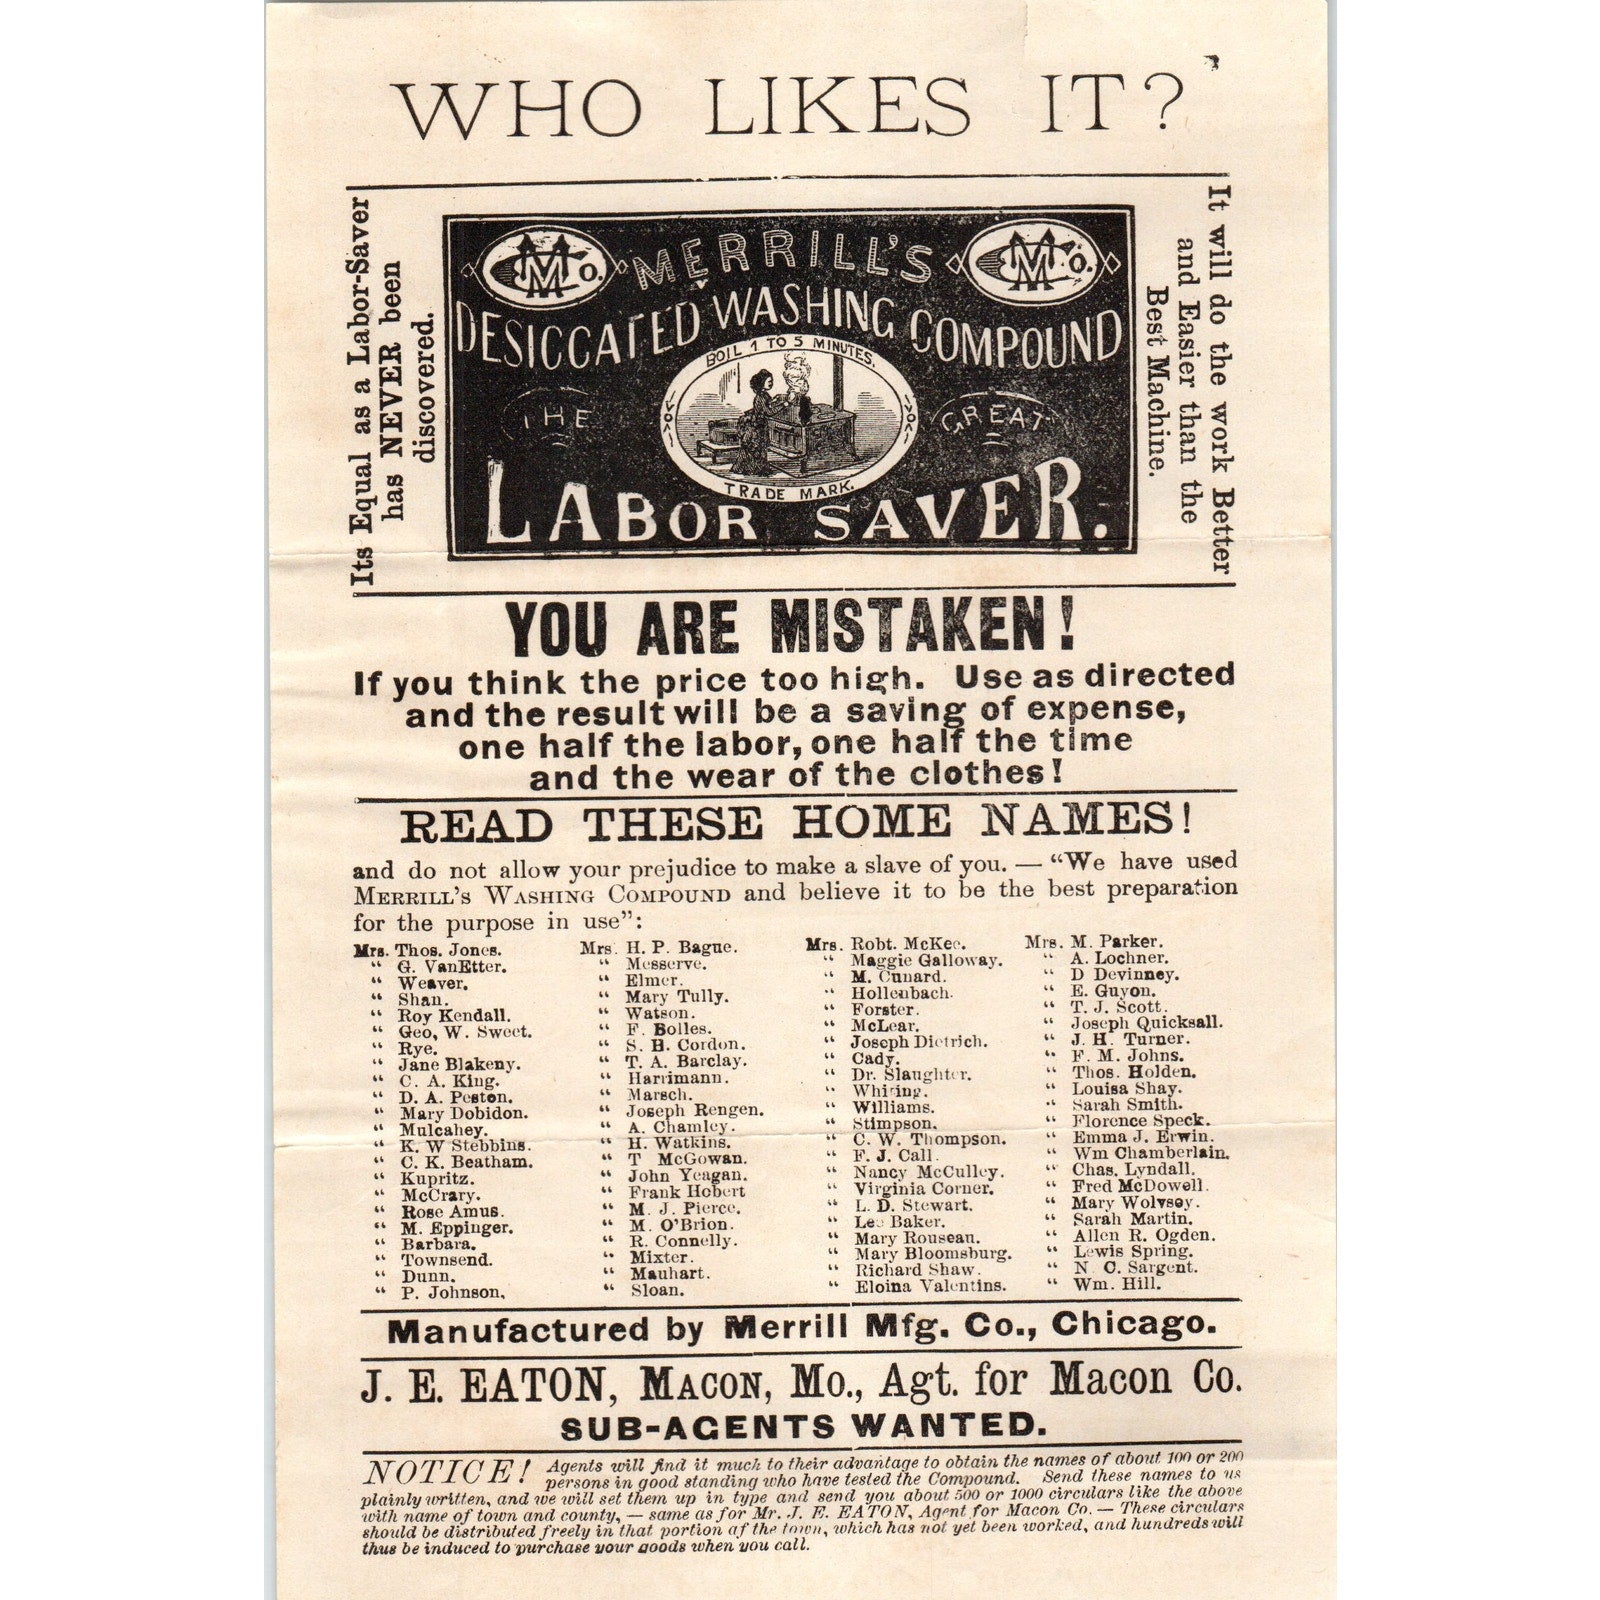 WHO LIKES IT?
Its Equal as a Labor-Saver
has NEVER been
discovered.
CMCo.
MERRILL'S
CMCo.
DESICCATED WASHING COMPOUND
BOIL 1 TO 5 MINUTES.
THE
GREAT
TRADE MARK.
LABOR SAVER.
It will do the work Better
and Easier than the
Best Machine.
YOU ARE MISTAKEN!
If you think the price too high. Use as directed
and the result will be a saving of expense,
one half the labor, one half the time
and the wear of the clothes!
READ THESE HOME NAMES!
and do not allow your prejudice to make a slave of you. — "We have used
MERRILL'S WASHING COMPOUND and believe it to be the best preparation
for the purpose in use":
Mrs. Thos. Jones.
" G. VanEtter.
" Weaver.
" Shan.
" Roy Kendall.
" Geo, W. Sweet.
" Rye.
" Jane Blakeny.
" C. A. King.
" D. A. Peston.
" Mary Dobidon.
" Mulcahey.
" K. W Stebbins.
" C. K. Beatham.
" Kupritz.
" McCrary.
" Rose Amus.
" M. Eppinger.
" Barbara.
" Townsend.
" Dunn.
" P. Johnson.
Mrs. H. P. Bague.
" Messerve.
" Elmer.
" Mary Tully.
" Watson.
" F. Bolles.
" S. B. Cordon.
" T. A. Barclay.
" Harrimann.
" Marsch.
" Joseph Rengen.
" A. Chamley.
" H. Watkins.
" T McGowan.
" John Yeagan.
" Frank Hobert
" M. J. Pierce.
" M. O'Brion.
" R. Connelly.
" Mixter.
" Mauhart.
" Sloan.
Mrs. Robt. McKee.
" Maggie Galloway.
" M. Cunard.
" Hollenbach.
" Forster.
" McLear.
" Joseph Dietrich.
" Cady.
" Dr. Slaughter.
" Whiting.
" Williams.
" Stimpson.
" C. W. Thompson.
" F. J. Call.
" Nancy McCulley.
" Virginia Corner.
" L. D. Stewart.
" Lee Baker.
" Mary Rouseau.
" Mary Bloomsburg.
" Richard Shaw.
" Eloina Valentins.
Mrs. M. Parker.
" A. Lochner.
" D Devinney.
" E. Guyon.
" T. J. Scott.
" Joseph Quicksall.
" J. H. Turner.
" F. M. Johns.
" Thos. Holden.
" Louisa Shay.
" Sarah Smith.
" Florence Speck.
" Emma J. Erwin.
" Wm Chamberlain.
" Chas. Lyndall.
" Fred McDowell.
" Mary Wolvsey.
" Sarah Martin.
" Allen R. Ogden.
" Lewis Spring.
" N. C. Sargent.
" Wm. Hill.
Manufactured by Merrill Mfg. Co., Chicago.
J. E. EATON, MACON, MO., Agt. for Macon Co.
SUB-AGENTS WANTED.
NOTICE! Agents will find it much to their advantage to obtain the names of about 100 or 200
persons in good standing who have tested the Compound. Send these names to us
plainly written, and we will set them up in type and send you about 500 or 1000 circulars like the above
with name of town and county, — same as for Mr. J. E. EATON, Agent for Macon Co. — These circulars
should be distributed freely in that portion of the town, which has not yet been worked, and hundreds will
thus be induced to purchase your goods when you call.